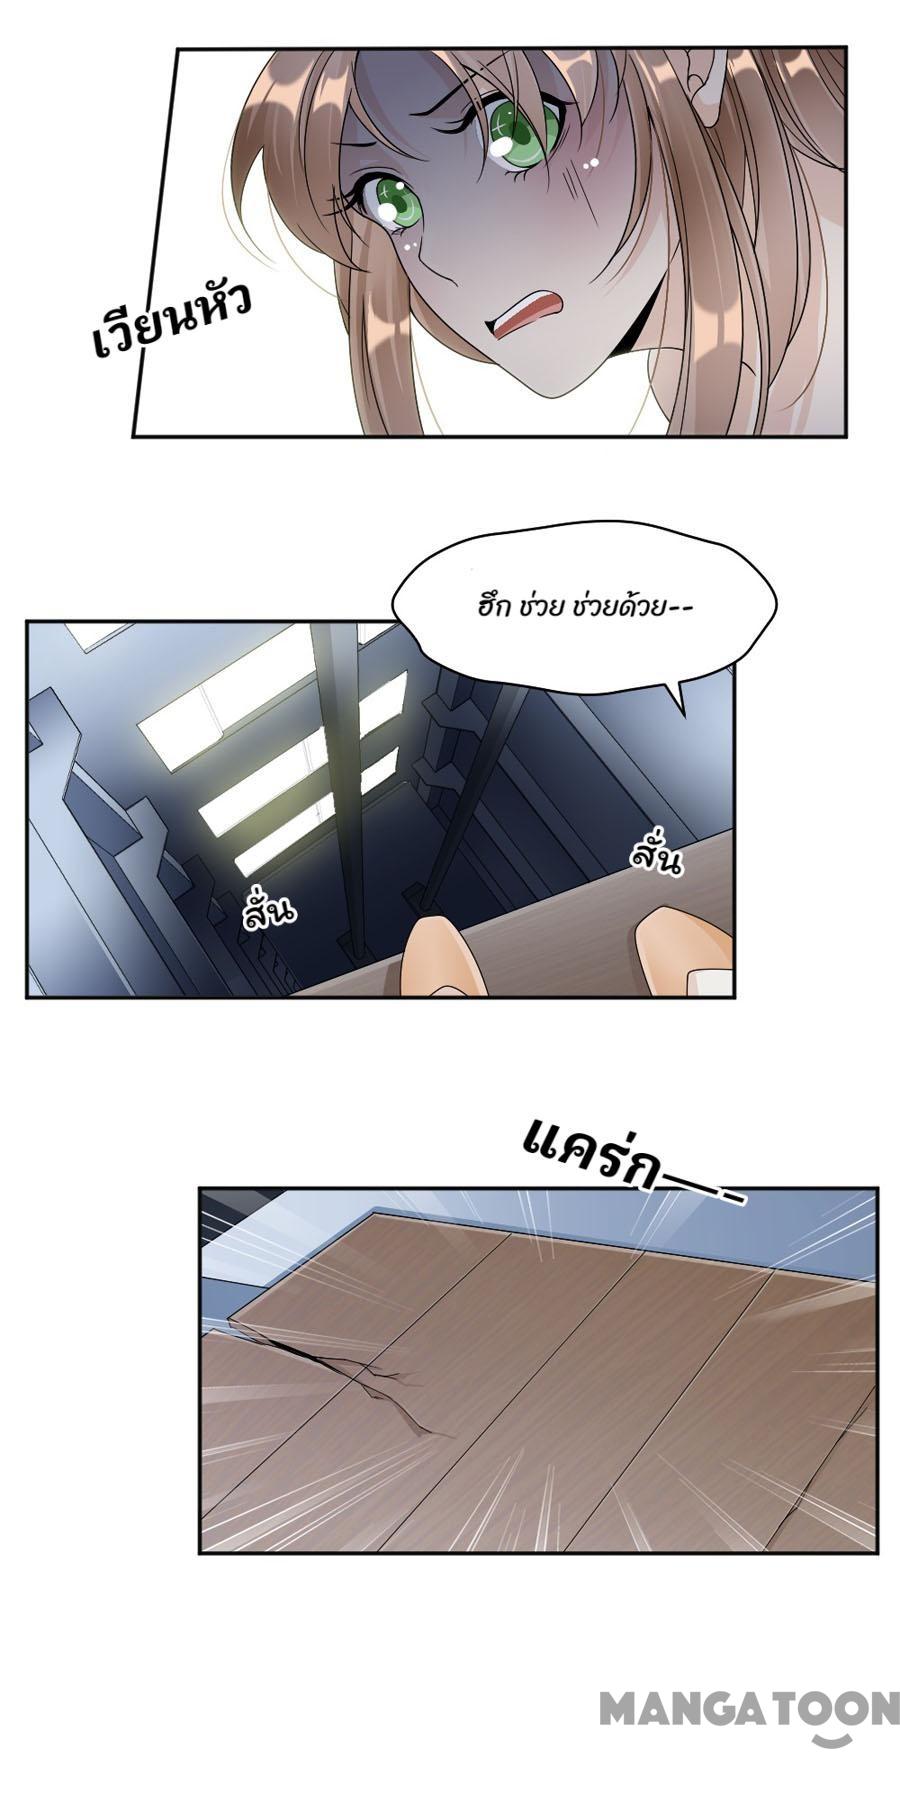 เวียนหัว
ฮึก ช่วย ช่วยด้วย--
สั่น
สั่น
แคร่ก—--
MANGATOON